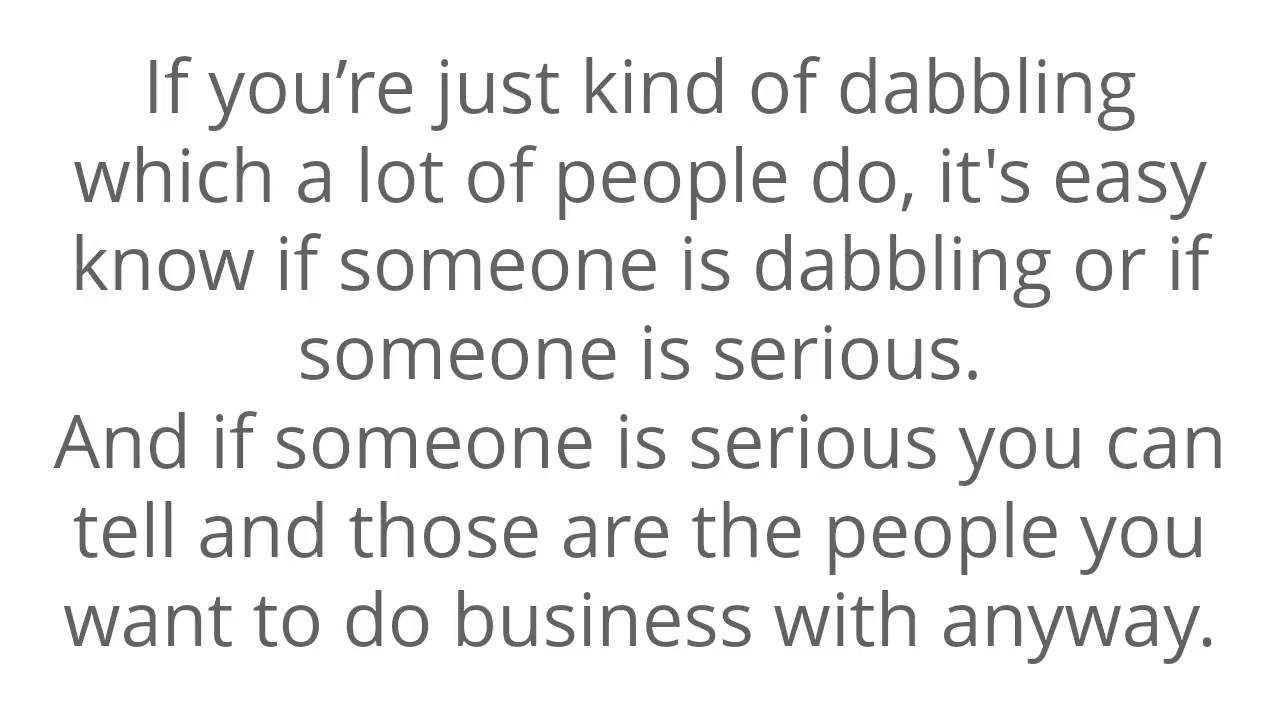 If you’re just kind of dabbling
which a lot of people do, it's easy
know if someone is dabbling or if
someone is serious.
And if someone is serious you can
tell and those are the people you
want to do business with anyway.